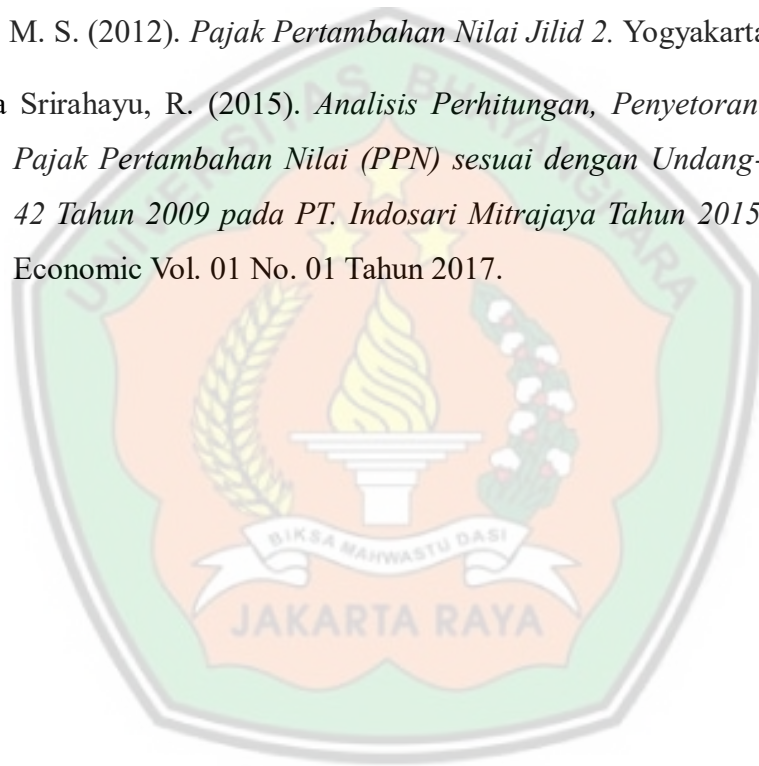 M. S. (2012). Pajak Pertambahan Nilai Jilid 2. Yogyakarta
a Srirahayu, R. (2015). Analisis Perhitungan, Penyetoran
Pajak Pertambahan Nilai (PPN) sesuai dengan Undang-
42 Tahun 2009 pada PT. Indosari Mitrajaya Tahun 2015
Economic Vol. 01 No. 01 Tahun 2017.
UNIVERSITAS BHAYANGKARA
BIKSA MAHWASTU DASI
JAKARTA RAYA